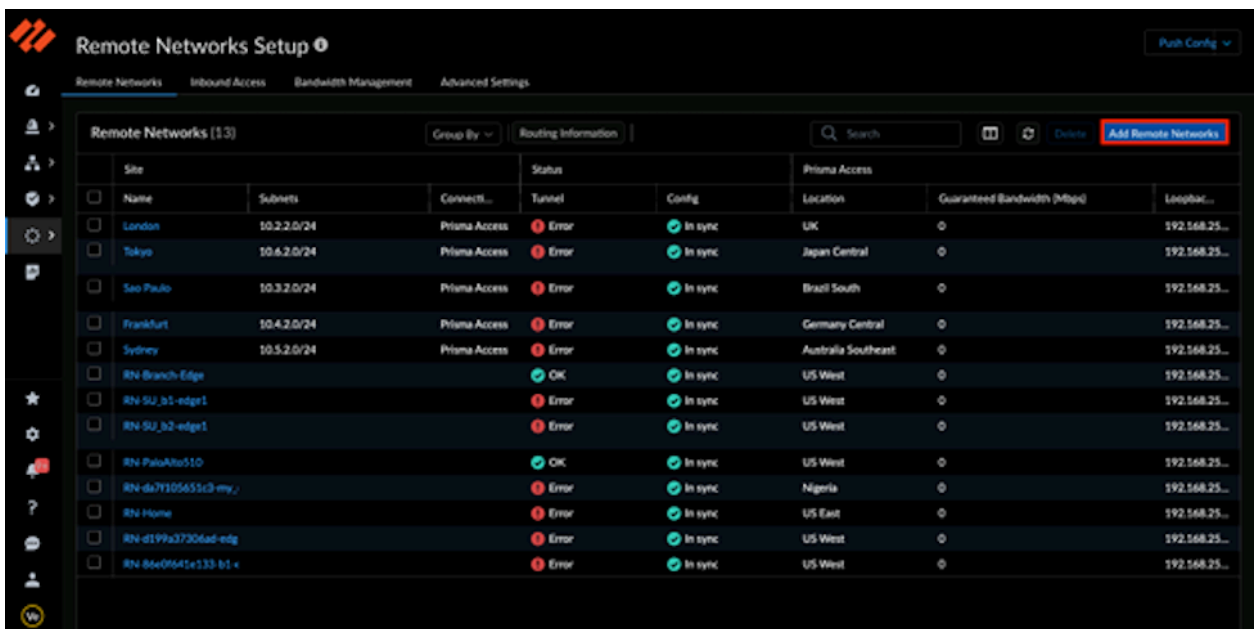 Remote Networks Setup
Push Config
Remote Networks Inbound Access Bandwidth Management Advanced Settings
Remote Networks (13) Group By Routing Information Search Delete Add Remote Networks
Site Status Prisma Access
Name Subnets Connecti... Tunnel Config Location Guaranteed Bandwidth (Mbps) Loopbac...
London 10.2.2.0/24 Prisma Access Error In sync UK 0 192.168.25...
Tokyo 10.6.2.0/24 Prisma Access Error In sync Japan Central 0 192.168.25...
Sao Paulo 10.3.2.0/24 Prisma Access Error In sync Brazil South 0 192.168.25...
Frankfurt 10.4.2.0/24 Prisma Access Error In sync Germany Central 0 192.168.25...
Sydney 10.5.2.0/24 Prisma Access Error In sync Australia Southeast 0 192.168.25...
RN-Branch-Edge OK In sync US West 0 192.168.25...
RN-SU_b1-edge1 Error In sync US West 0 192.168.25...
RN-SU_b2-edge1 Error In sync US West 0 192.168.25...
RN-PaloAlto510 OK In sync US West 0 192.168.25...
RN-da7f105651c3-my_ Error In sync Nigeria 0 192.168.25...
RN-Home Error In sync US East 0 192.168.25...
RN-d199a37306ad-edg Error In sync US West 0 192.168.25...
RN-86e0f641e133-b1- Error In sync US West 0 192.168.25...
Ve